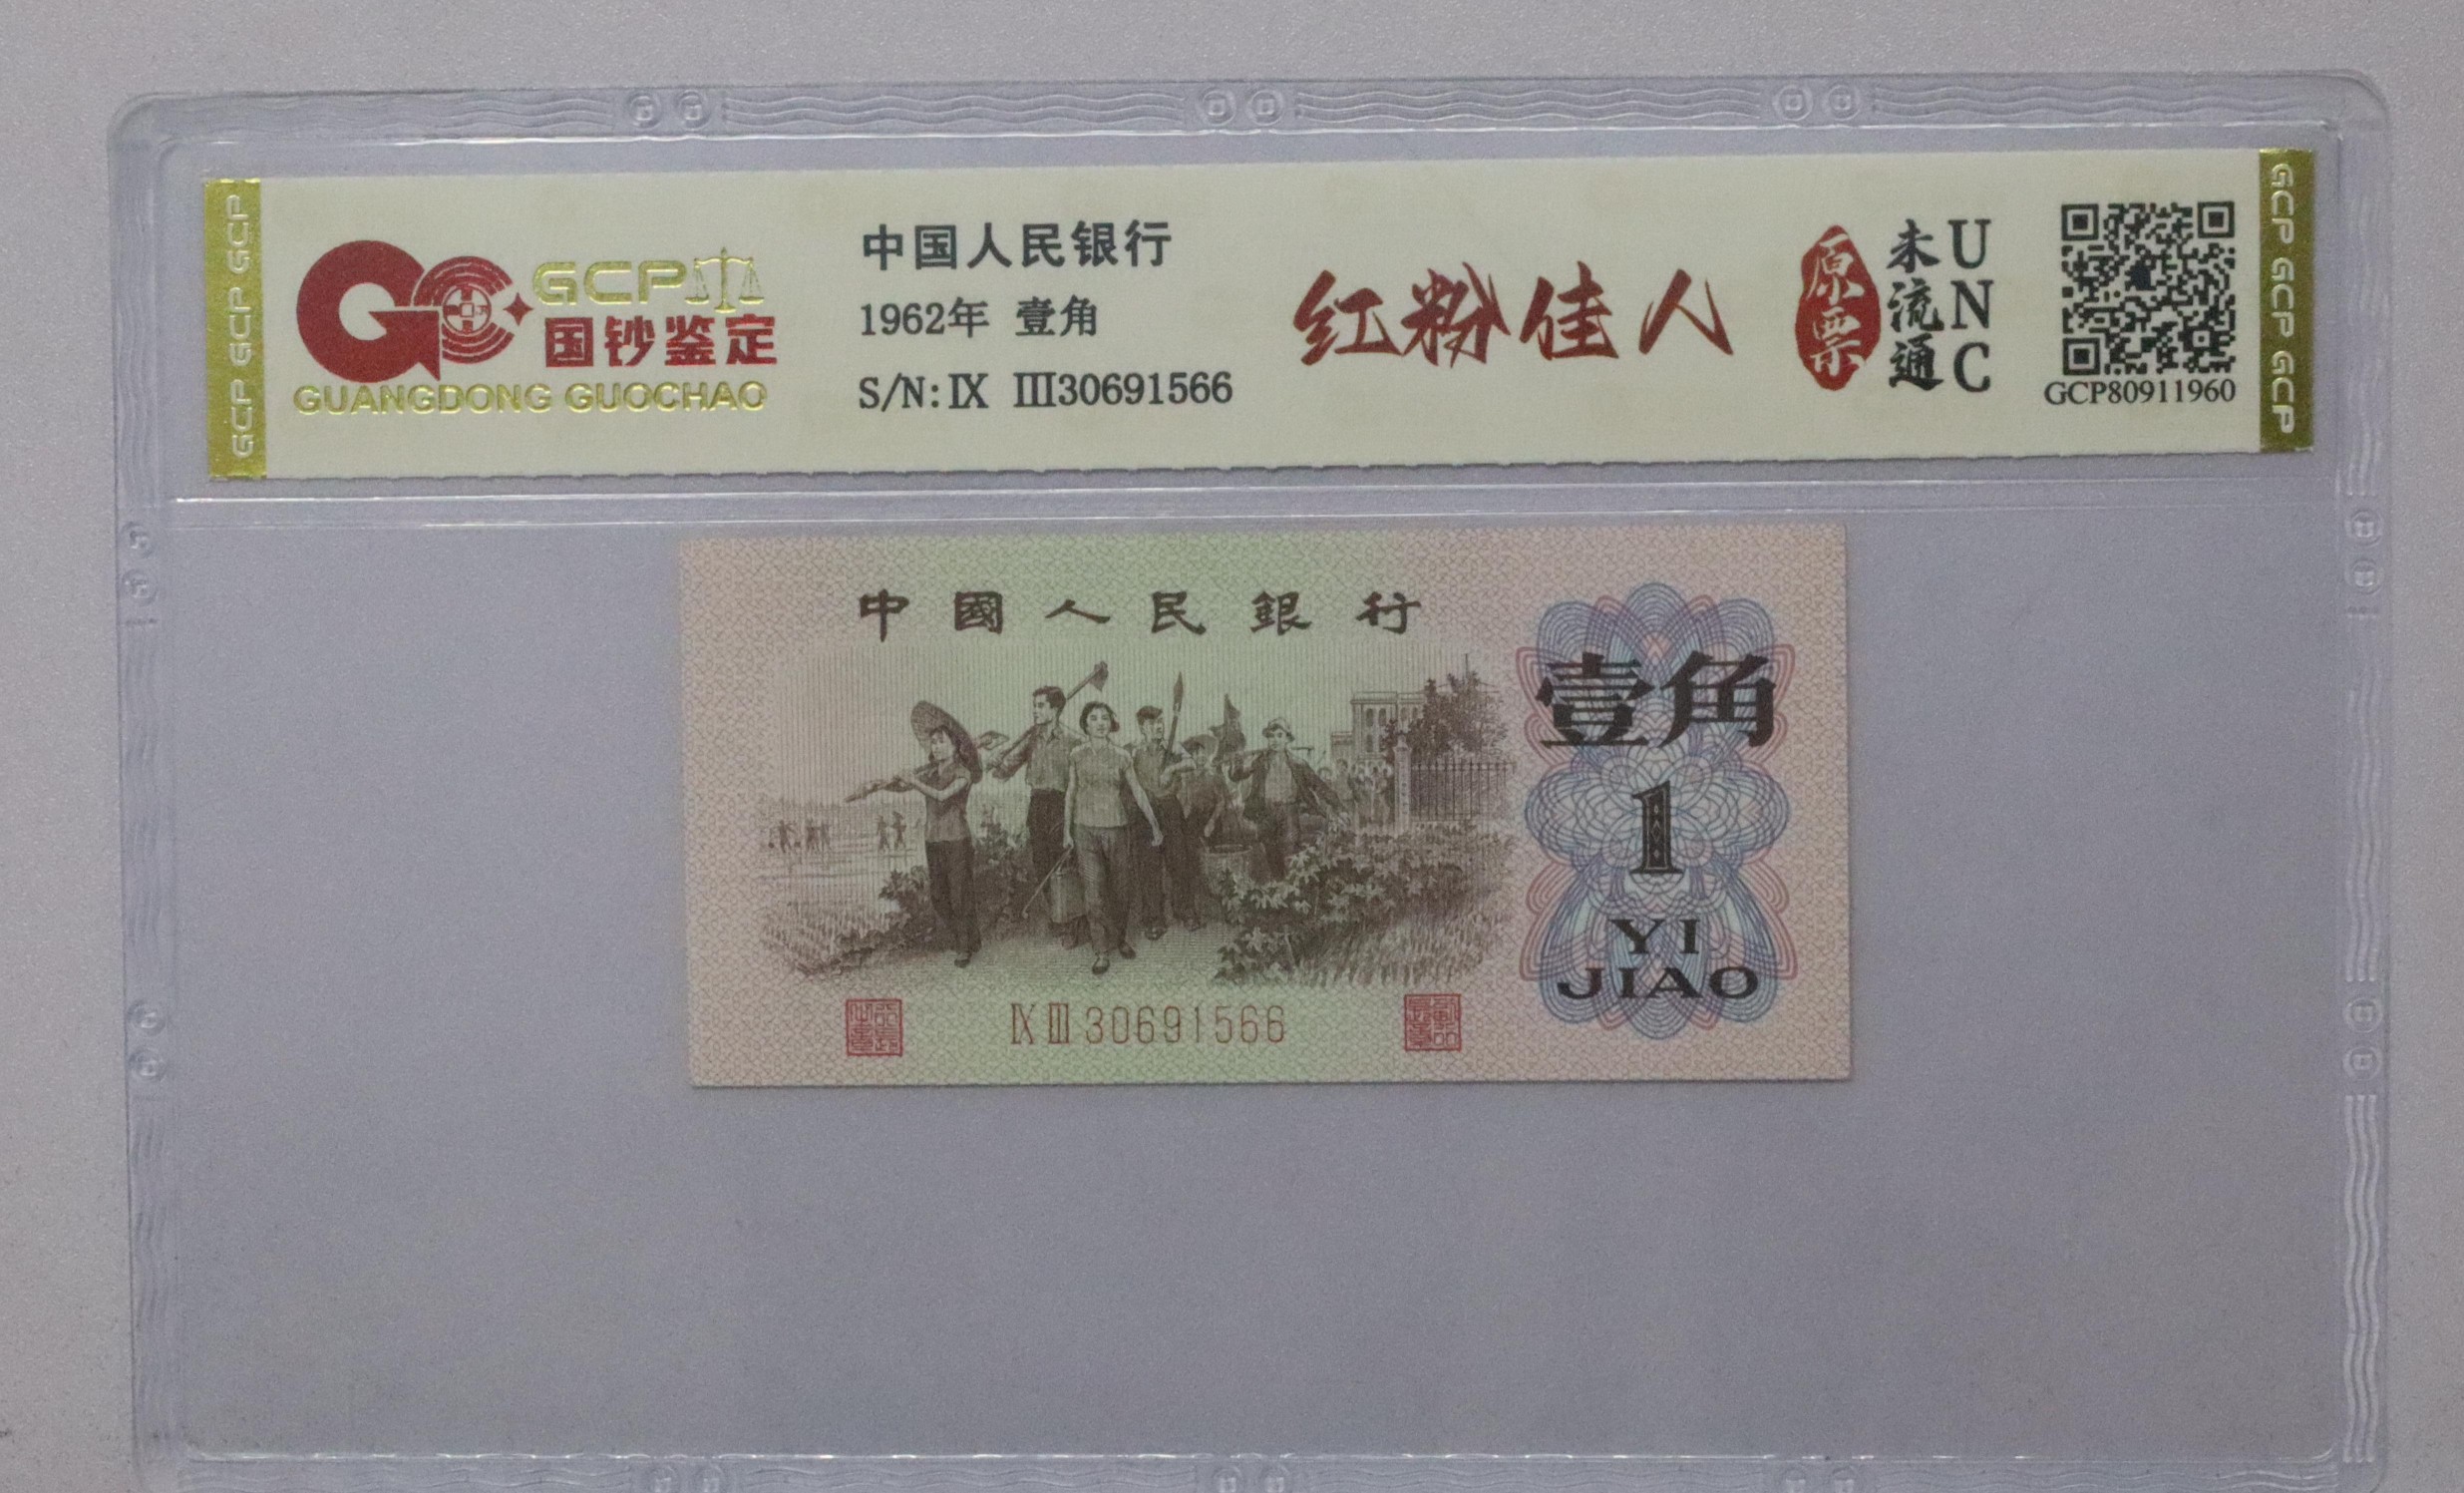 GCP GCP GCP
GCP
国钞鉴定
GUANGDONG GUOCHAO
中国人民银行
1962年 壹角
S/N: Ⅸ Ⅲ30691566
红粉佳人
原票
未流通
UNC
GCP80911960
GCP GCP GCP
中國人民銀行
壹角
1
YI
JIAO
Ⅸ Ⅲ 30691566